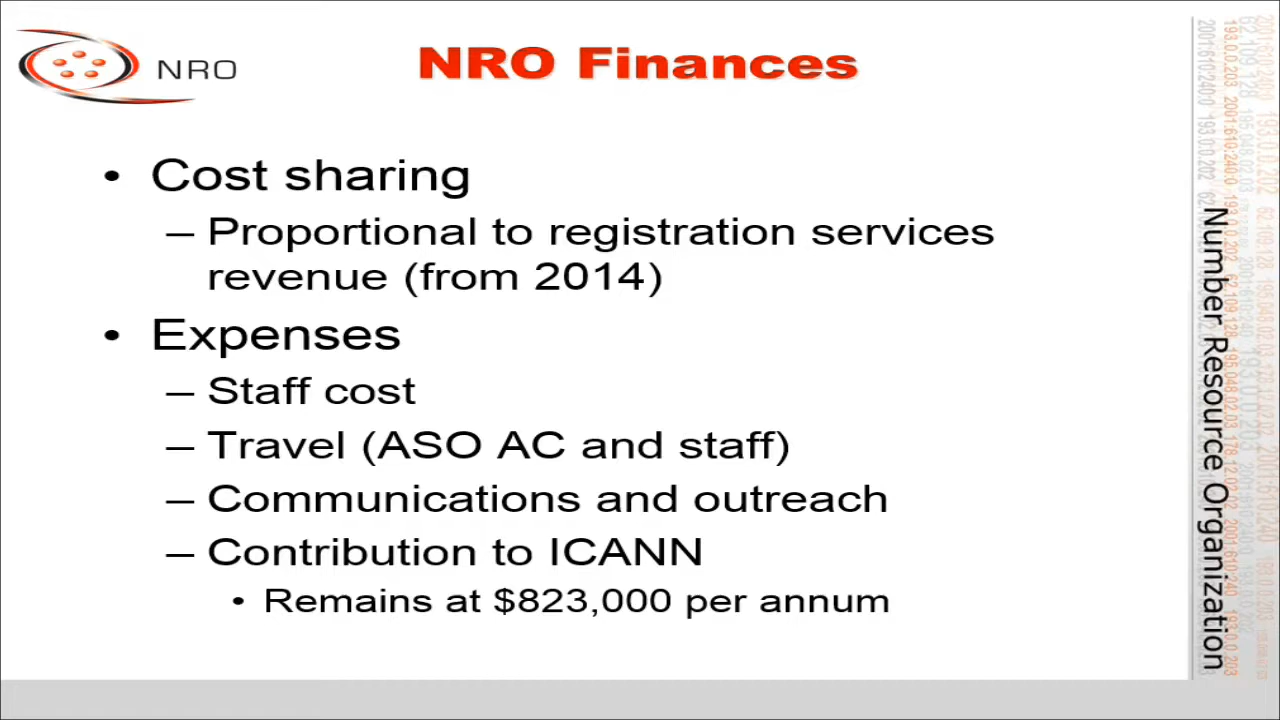 NRO
NRO Finances
• Cost sharing
– Proportional to registration services
revenue (from 2014)
• Expenses
– Staff cost
– Travel (ASO AC and staff)
– Communications and outreach
– Contribution to ICANN
• Remains at $823,000 per annum
Number Resource Organization